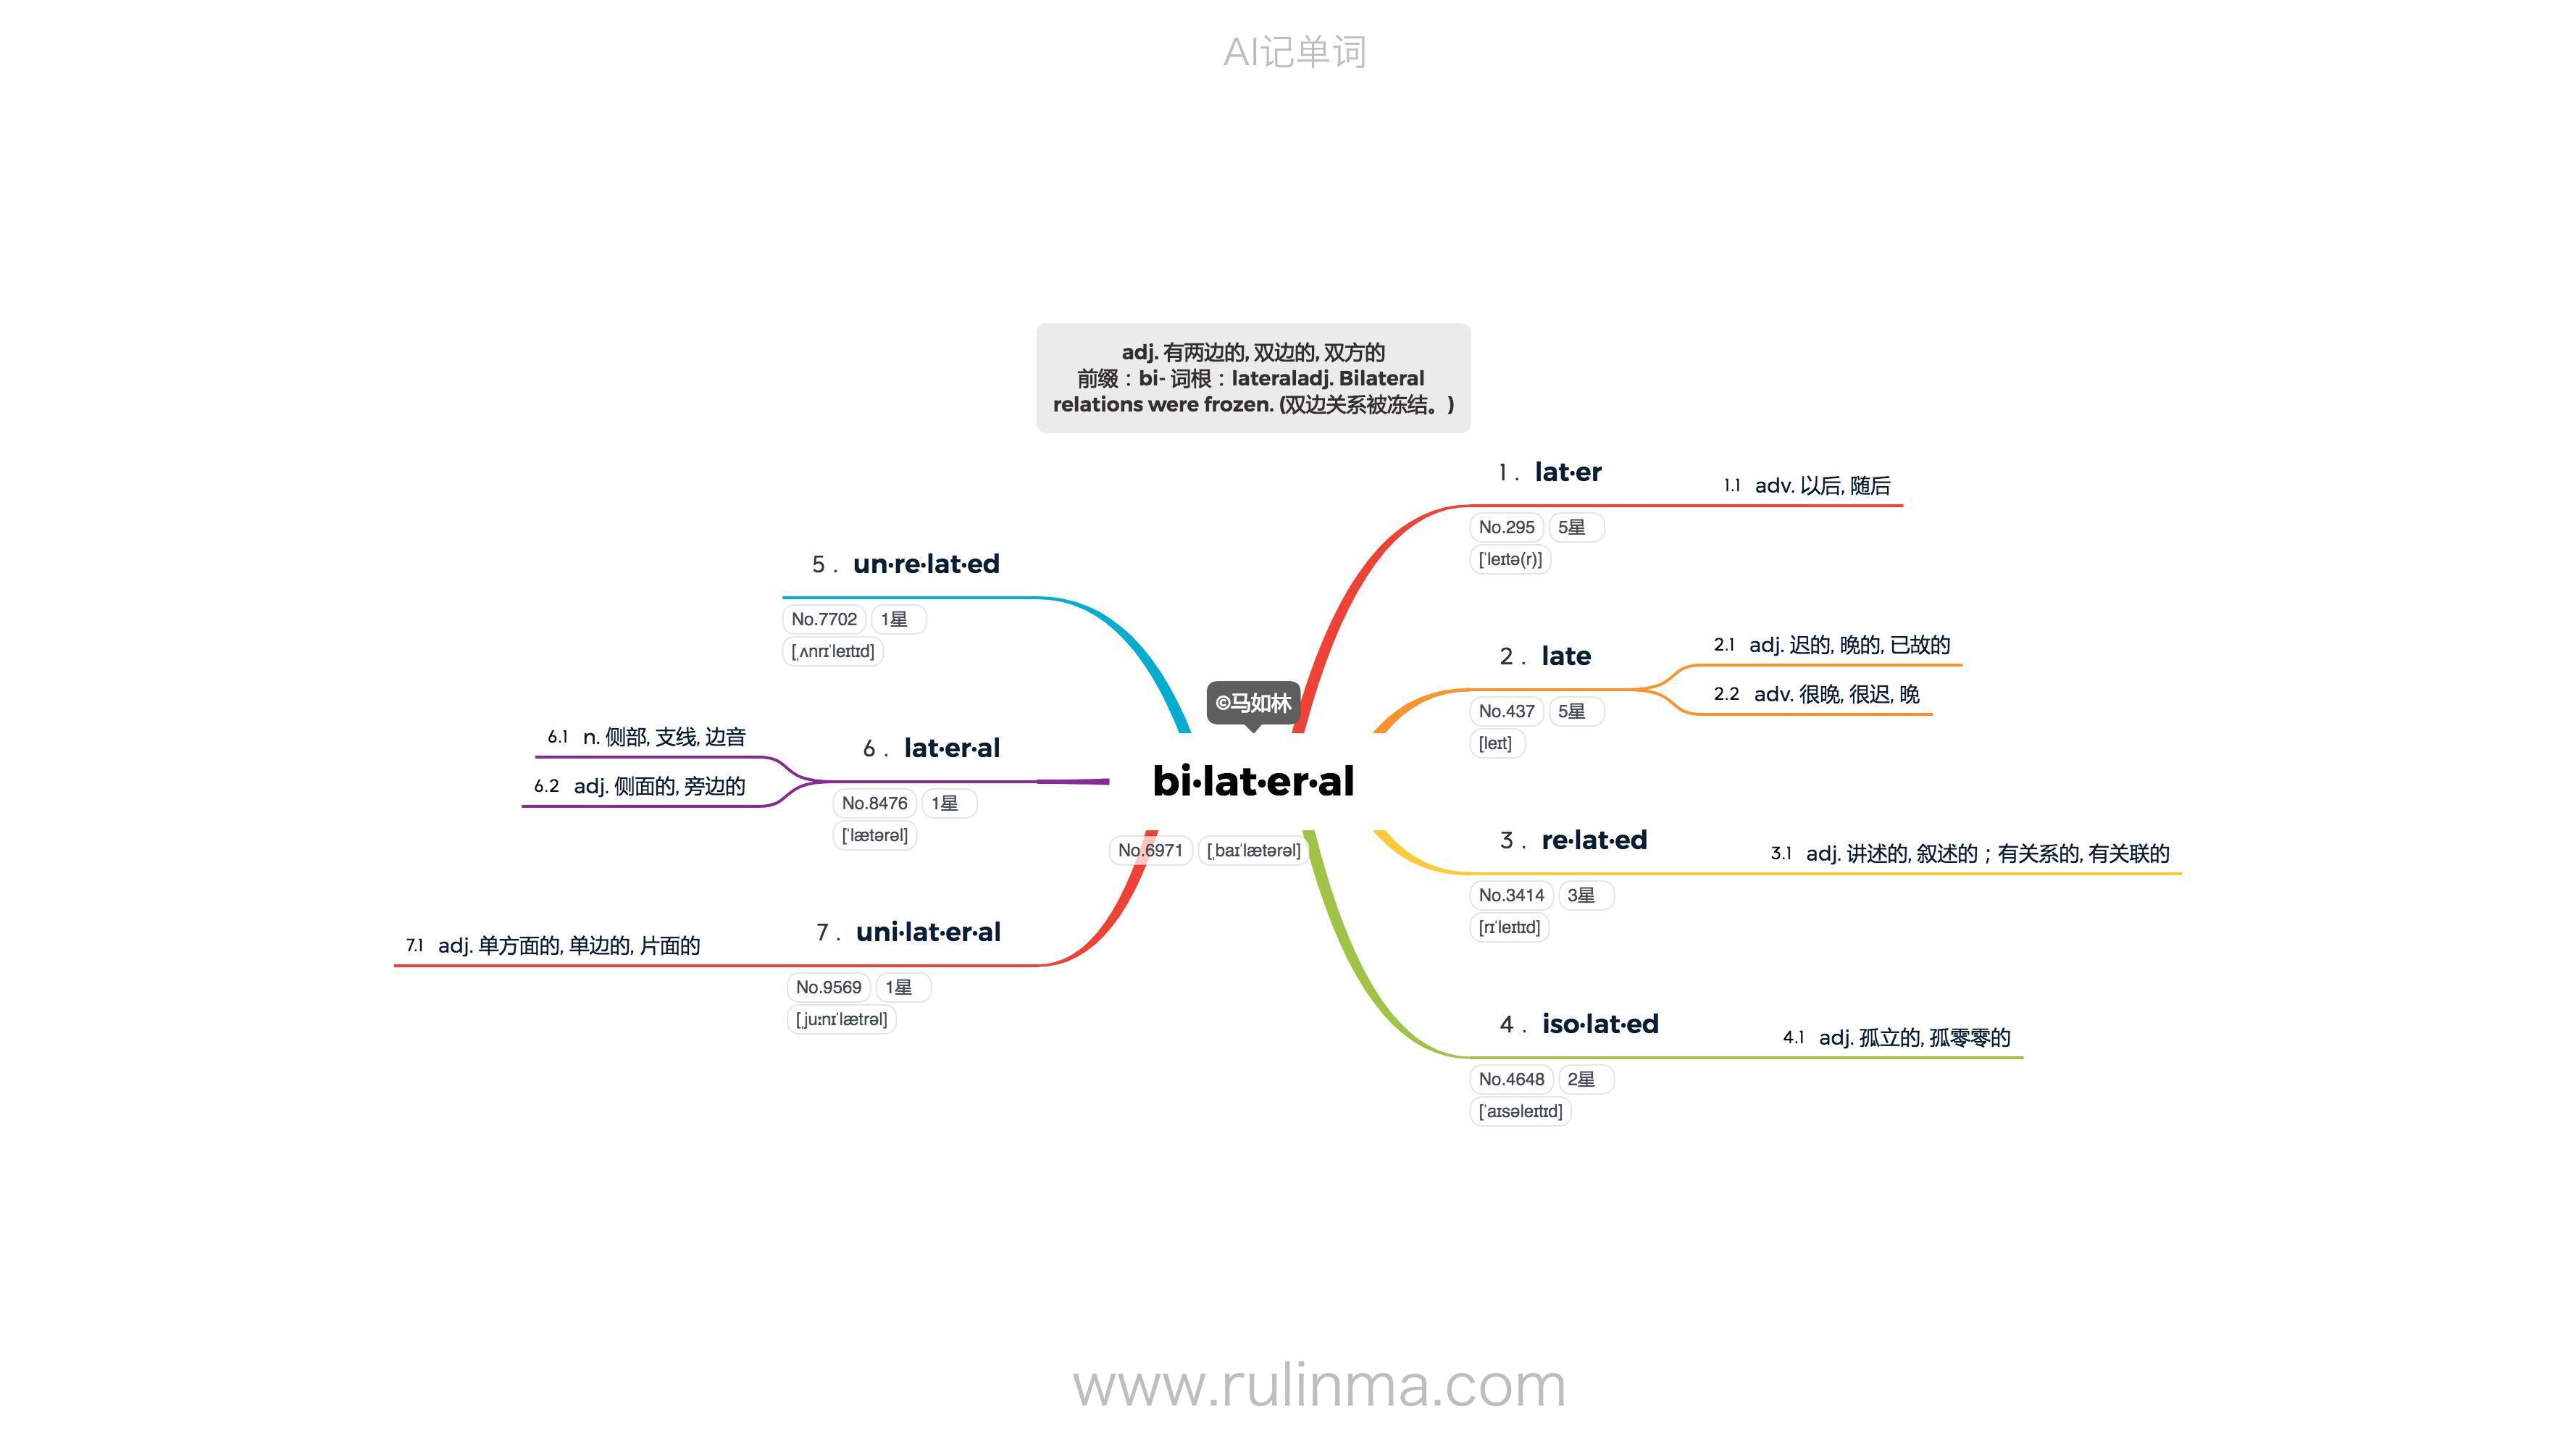 AI记单词
adj. 有两边的, 双边的, 双方的
前缀：bi- 词根：lateraladj. Bilateral
relations were frozen. (双边关系被冻结。)
©马如林
bi·lat·er·al
No.6971 [ˌbaɪˈlætərəl]
1. lat·er
No.295 5星
[ˈleɪtə(r)]
1.1 adv. 以后, 随后
2. late
No.437 5星
[leɪt]
2.1 adj. 迟的, 晚的, 已故的
2.2 adv. 很晚, 很迟, 晚
3. re·lat·ed
No.3414 3星
[rɪˈleɪtɪd]
3.1 adj. 讲述的, 叙述的；有关系的, 有关联的
4. iso·lat·ed
No.4648 2星
[ˈaɪsəleɪtɪd]
4.1 adj. 孤立的, 孤零零的
5. un·re·lat·ed
No.7702 1星
[ˌʌnrɪˈleɪtɪd]
6. lat·er·al
No.8476 1星
[ˈlætərəl]
6.1 n. 侧部, 支线, 边音
6.2 adj. 侧面的, 旁边的
7. uni·lat·er·al
No.9569 1星
[ˌjuːnɪˈlætrəl]
7.1 adj. 单方面的, 单边的, 片面的
www.rulinma.com